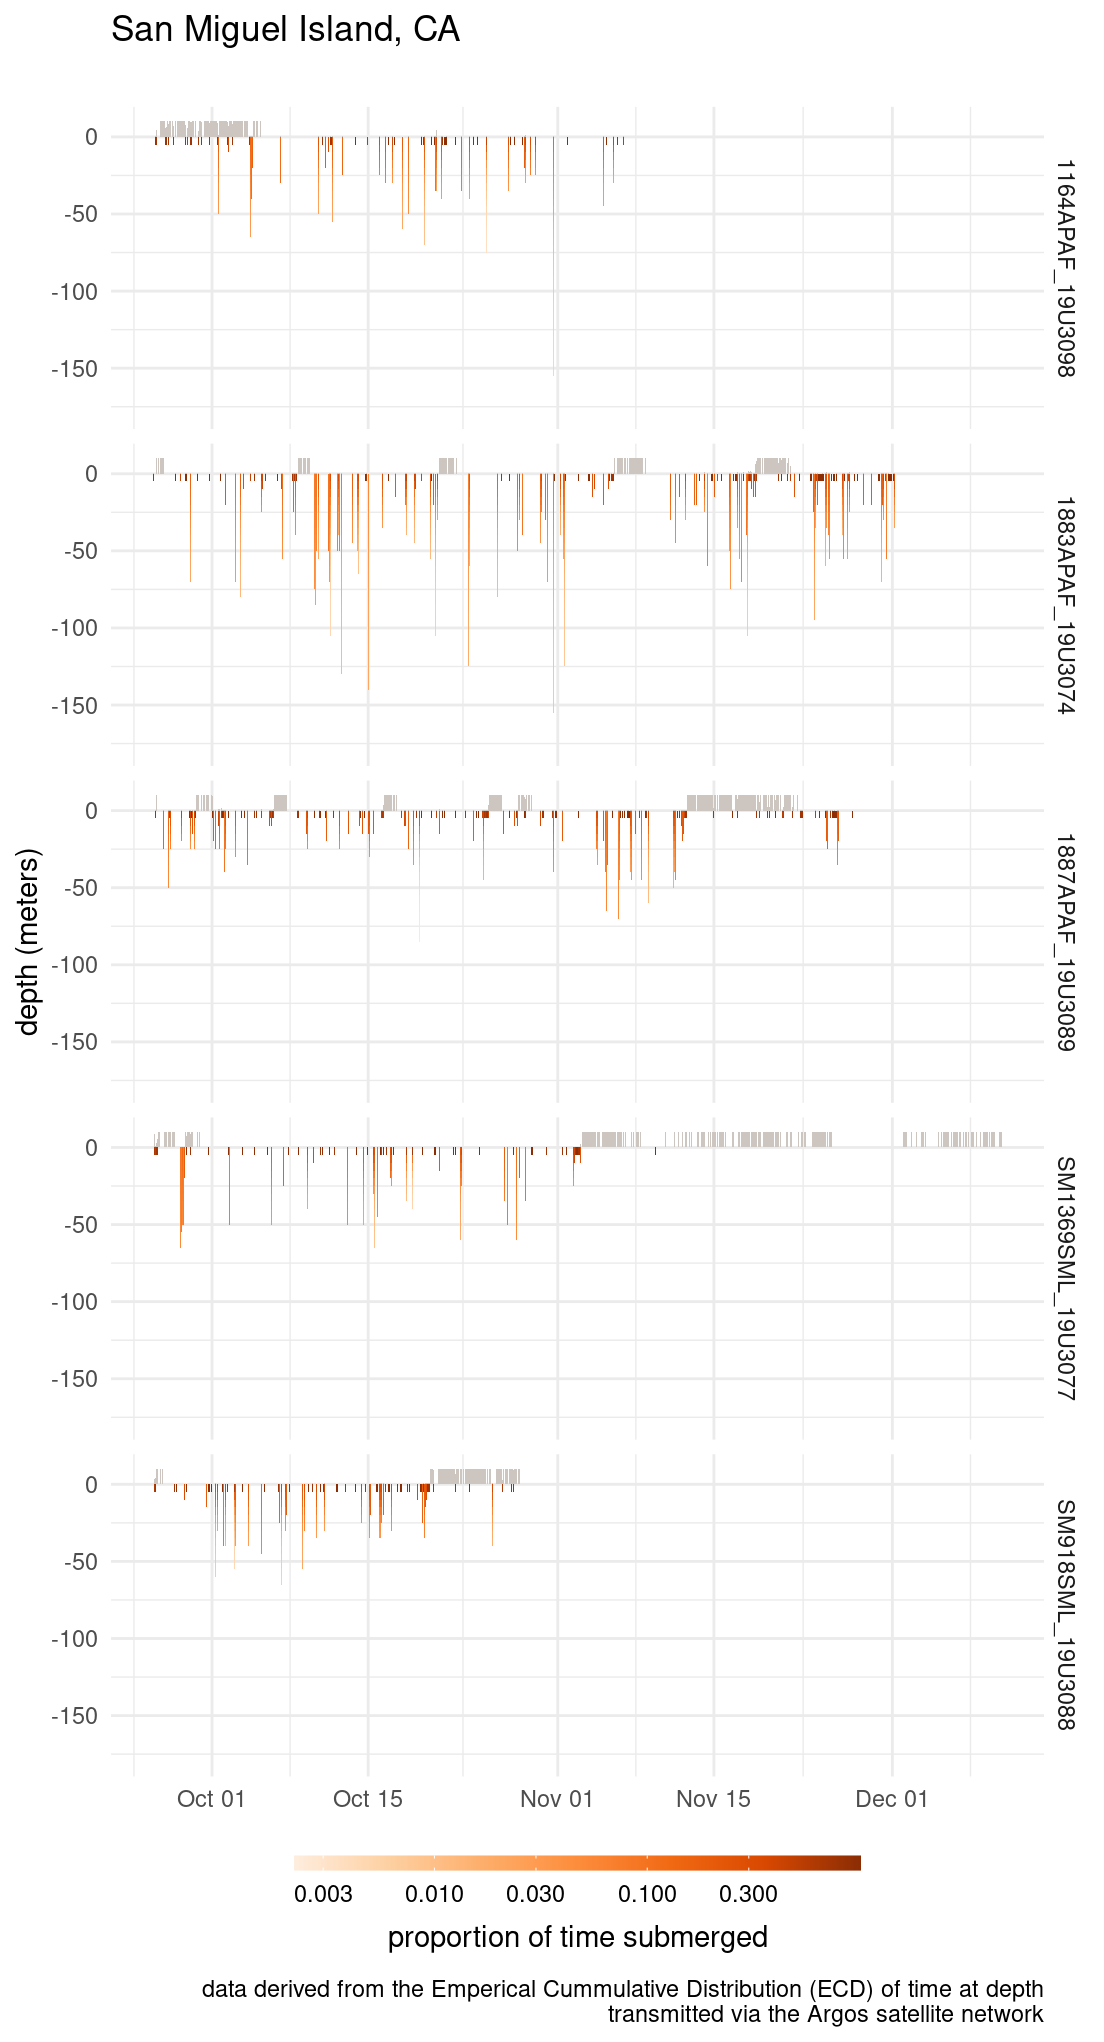 San Miguel Island, CA
0
-50
-100
-150
1164APAF_19U3098
0
-50
-100
-150
1883APAF_19U3074
0
-50
-100
-150
1887APAF_19U3089
depth (meters)
0
-50
-100
-150
SM1369SML_19U3077
0
-50
-100
-150
SM918SML_19U3088
Oct 01 Oct 15 Nov 01 Nov 15 Dec 01
0.003 0.010 0.030 0.100 0.300
proportion of time submerged
data derived from the Emperical Cummulative Distribution (ECD) of time at depth
transmitted via the Argos satellite network